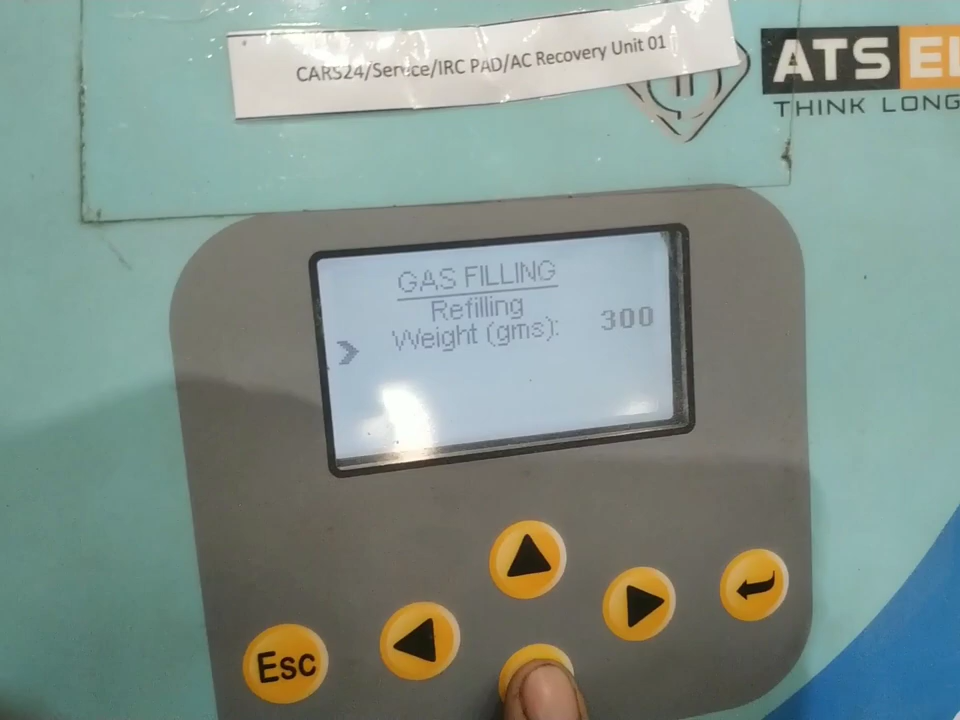 CARS24/Service/IRC PAD/AC Recovery Unit 01
ATS EL
THINK LONG
GAS FILLING
Refilling
Weight (gms): 300
Esc